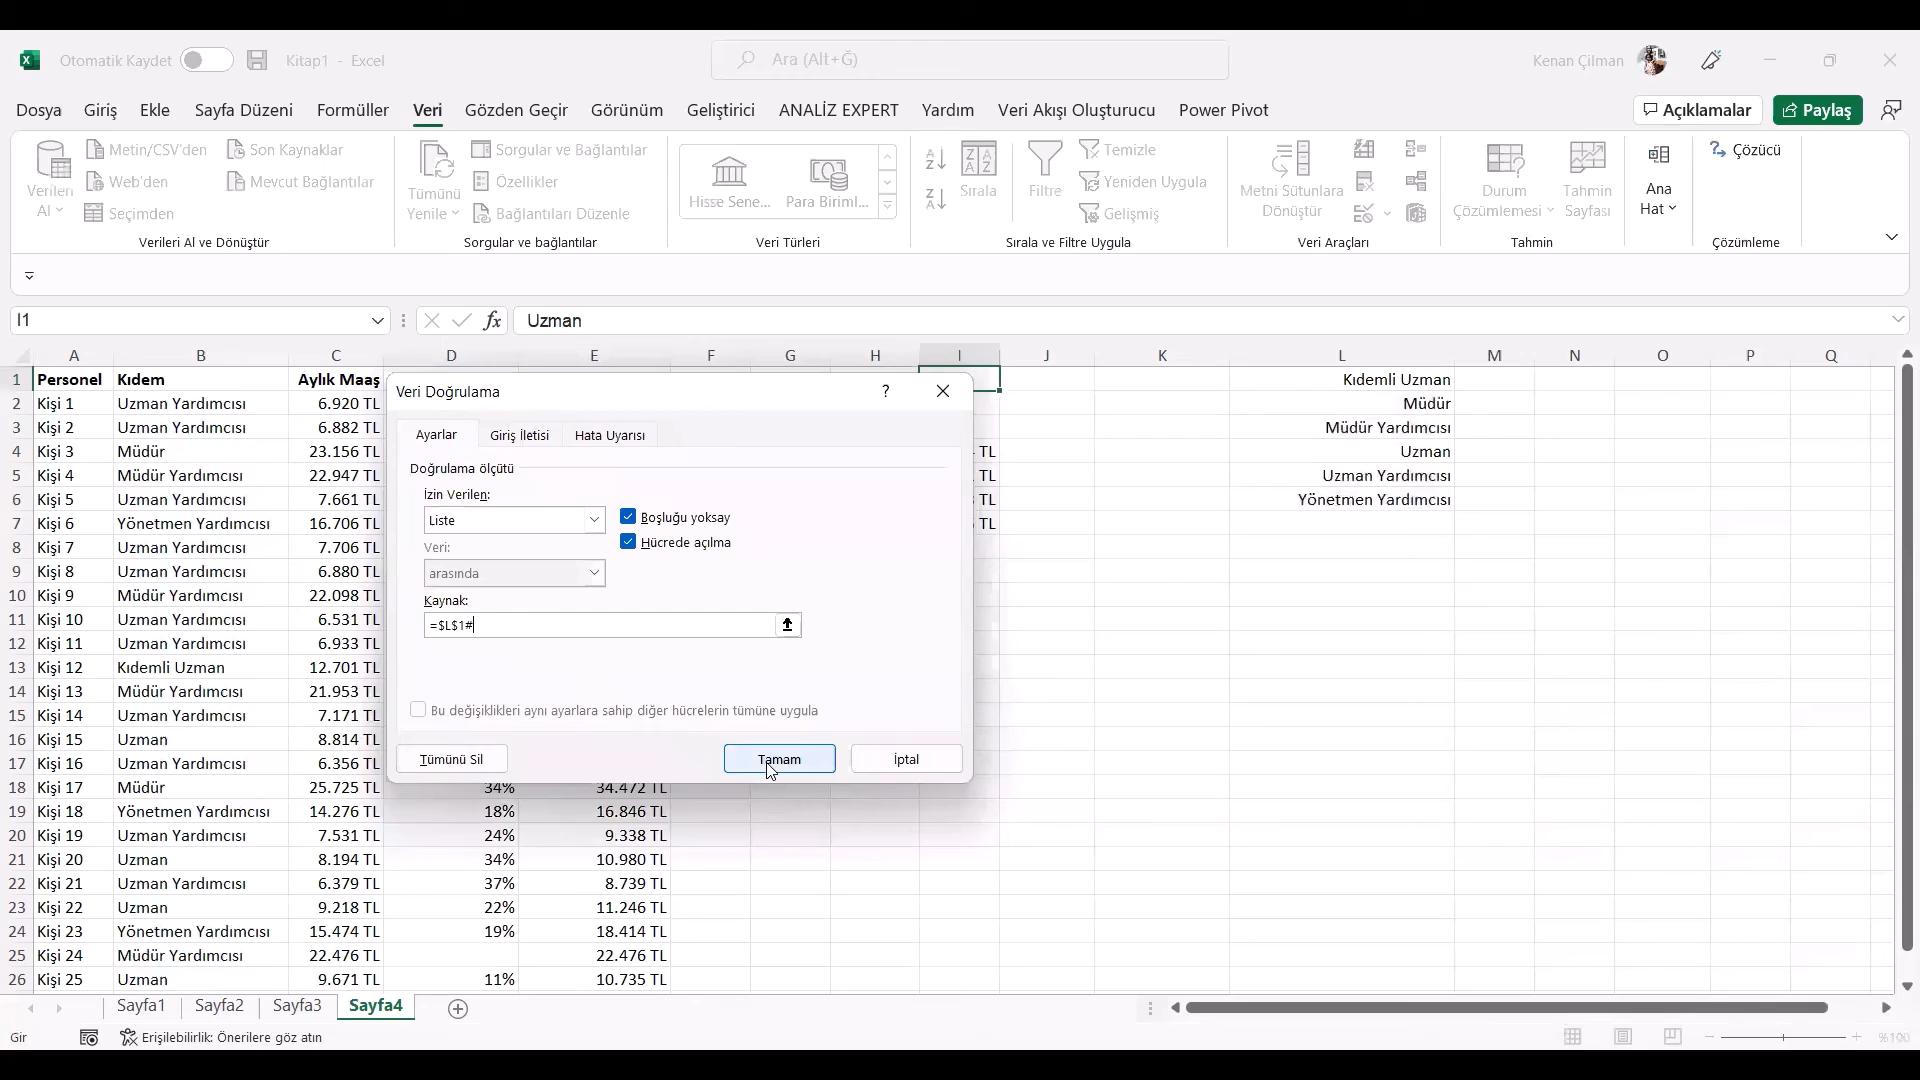 Otomatik Kaydet
Kitap1 - Excel
Ara (Alt+Ğ)
Kenan Çilman
Dosya Giriş Ekle Sayfa Düzeni Formüller Veri Gözden Geçir Görünüm Geliştirici ANALİZ EXPERT Yardım Veri Akışı Oluşturucu Power Pivot
Açıklamalar
Paylaş
Verileri
Al
Metin/CSV'den
Web'den
Seçimden
Son Kaynaklar
Mevcut Bağlantılar
Verileri Al ve Dönüştür
Tümünü
Yenile
Sorgular ve Bağlantılar
Özellikler
Bağlantıları Düzenle
Sorgular ve bağlantılar
Hisse Sene...
Para Biriml...
Veri Türleri
Sırala
Filtre
Temizle
Yeniden Uygula
Gelişmiş
Sırala ve Filtre Uygula
Metni Sütunlara
Dönüştür
Veri Araçları
Durum
Çözümlemesi
Tahmin
Sayfası
Tahmin
Ana
Hat
Çözücü
Çözümleme
I1
fx
Uzman
A B C D E F G H I J K L M N O P Q
1 Personel Kıdem Aylık Maaş Kıdemli Uzman
2 Kişi 1 Uzman Yardımcısı 6.920 TL Müdür
3 Kişi 2 Uzman Yardımcısı 6.882 TL Müdür Yardımcısı
4 Kişi 3 Müdür 23.156 TL TL Uzman
5 Kişi 4 Müdür Yardımcısı 22.947 TL TL Uzman Yardımcısı
6 Kişi 5 Uzman Yardımcısı 7.661 TL TL Yönetmen Yardımcısı
7 Kişi 6 Yönetmen Yardımcısı 16.706 TL TL
8 Kişi 7 Uzman Yardımcısı 7.706 TL
9 Kişi 8 Uzman Yardımcısı 6.880 TL
10 Kişi 9 Müdür Yardımcısı 22.098 TL
11 Kişi 10 Uzman Yardımcısı 6.531 TL
12 Kişi 11 Uzman Yardımcısı 6.933 TL
13 Kişi 12 Kıdemli Uzman 12.701 TL
14 Kişi 13 Müdür Yardımcısı 21.953 TL
15 Kişi 14 Uzman Yardımcısı 7.171 TL
16 Kişi 15 Uzman 8.814 TL
17 Kişi 16 Uzman Yardımcısı 6.356 TL
18 Kişi 17 Müdür 25.725 TL 34% 34.472 TL
19 Kişi 18 Yönetmen Yardımcısı 14.276 TL 18% 16.846 TL
20 Kişi 19 Uzman Yardımcısı 7.531 TL 24% 9.338 TL
21 Kişi 20 Uzman 8.194 TL 34% 10.980 TL
22 Kişi 21 Uzman Yardımcısı 6.379 TL 37% 8.739 TL
23 Kişi 22 Uzman 9.218 TL 22% 11.246 TL
24 Kişi 23 Yönetmen Yardımcısı 15.474 TL 19% 18.414 TL
25 Kişi 24 Müdür Yardımcısı 22.476 TL 22.476 TL
26 Kişi 25 Uzman 9.671 TL 11% 10.735 TL
Veri Doğrulama
?
Ayarlar Giriş İletisi Hata Uyarısı
Doğrulama ölçütü
İzin Verilen:
Liste
Boşluğu yoksay
Hücrede açılma
Veri:
arasında
Kaynak:
=$L$1#
Bu değişiklikleri aynı ayarlara sahip diğer hücrelerin tümüne uygula
Tümünü Sil
Tamam
İptal
Sayfa1 Sayfa2 Sayfa3 Sayfa4
Gir
Erişilebilirlik: Önerilere göz atın
%100